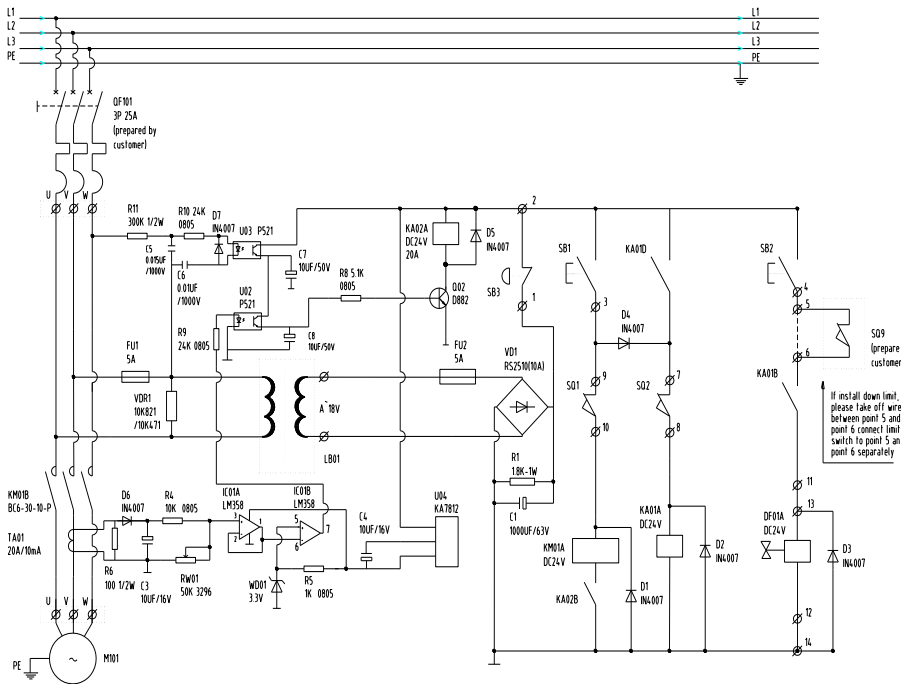 L1
L2
L3
PE
L1
L2
L3
PE
QF101
3P 25A
(prepared by
customer)
U V W
R11
300K 1/2W
R10 24K
0805
D7
IN4007
U03 P521
C5
0.015UF
/1000V
C6
0.01UF
/1000V
C7
10UF/50V
U02
P521
R9
24K 0805
C8
10UF/50V
R8 5.1K
0805
KA02A
DC24V
20A
D5
IN4007
Q02
D882
2
SB3
1
SB1
KA01D
3
D4
IN4007
SB2
4
5
6
SQ9
(prepare
customer
KA01B
FU1
5A
VDR1
10K821
/10K471
A~18V
LB01
FU2
5A
VD1
RS2510(10A)
SQ1
9
10
SQ2
7
8
If install down limit,
please take off wire
between point 5 and
point 6 connect limit
switch to point 5 an
point 6 separately
R1
1.8K-1W
C1
1000UF/63V
11
13
KM01B
BC6-30-10-P
TA01
20A/10mA
D6
IN4007
R4
10K 0805
R6
100 1/2W
C3
10UF/16V
RW01
50K 3296
IC01A
LM358
3
2
1
IC01B
LM358
5
6
7
WD01
3.3V
R5
1K 0805
C4
10UF/16V
U04
KA7812
KM01A
DC24V
KA02B
D1
IN4007
KA01A
DC24V
D2
IN4007
DF01A
DC24V
D3
IN4007
12
14
U V W
M101
~
PE